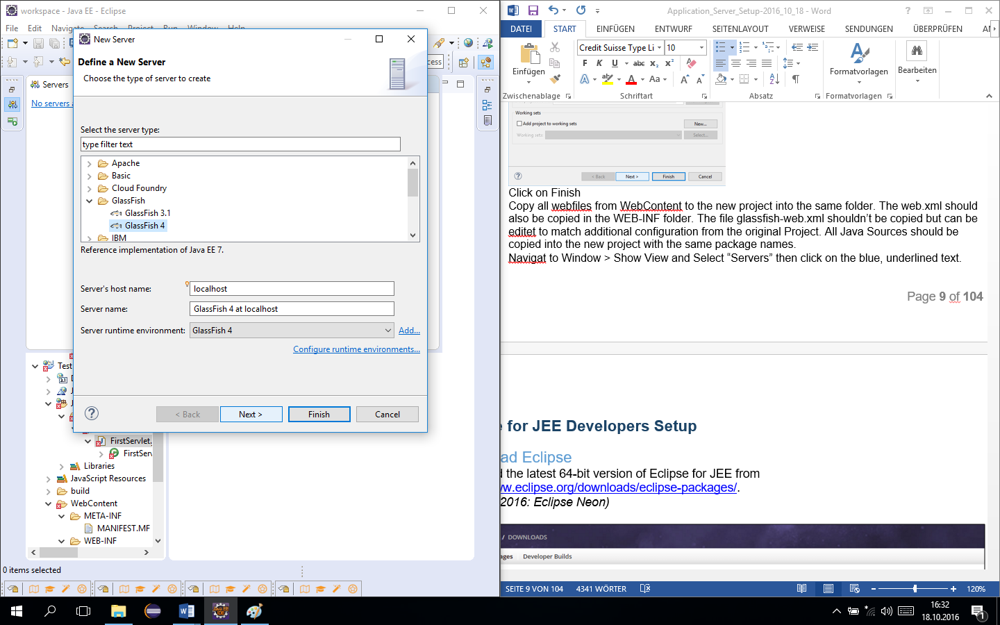 workspace - Java EE - Eclipse
File Edit Navigate Search Project Run Window Help
New Server
Define a New Server
Choose the type of server to create
Servers
No servers a
Select the server type:
type filter text
Apache
Basic
Cloud Foundry
GlassFish
GlassFish 3.1
GlassFish 4
IBM
Reference implementation of Java EE 7.
Server's host name: localhost
Server name: GlassFish 4 at localhost
Server runtime environment: GlassFish 4 Add...
Configure runtime environments...
< Back Next > Finish Cancel
Test
FirstServlet.
FirstServ
Libraries
JavaScript Resources
build
WebContent
META-INF
MANIFEST.MF
WEB-INF
0 items selected
Application_Server_Setup-2016_10_18 - Word
DATEI START EINFÜGEN ENTWURF SEITENLAYOUT VERWEISE SENDUNGEN ÜBERPRÜFEN
Credit Suisse Type Li 10
Einfügen
F K U abc x₂ x²
Formatvorlagen
Bearbeiten
Zwischenablage Schriftart Absatz Formatvorlagen
Working sets
Add project to working sets New...
Working sets: Select...
< Back Next > Finish Cancel
Click on Finish
Copy all webfiles from WebContent to the new project into the same folder. The web.xml should
also be copied in the WEB-INF folder. The file glassfish-web.xml shouldn't be copied but can be
editet to match additional configuration from the original Project. All Java Sources should be
copied into the new project with the same package names.
Navigat to Window > Show View and Select “Servers” then click on the blue, underlined text.
Page 9 of 104
e for JEE Developers Setup
ad Eclipse
d the latest 64-bit version of Eclipse for JEE from
ww.eclipse.org/downloads/eclipse-packages/.
2016: Eclipse Neon)
/ DOWNLOADS
ages Developer Builds
SEITE 9 VON 104 4341 WÖRTER 120%
16:32
18.10.2016